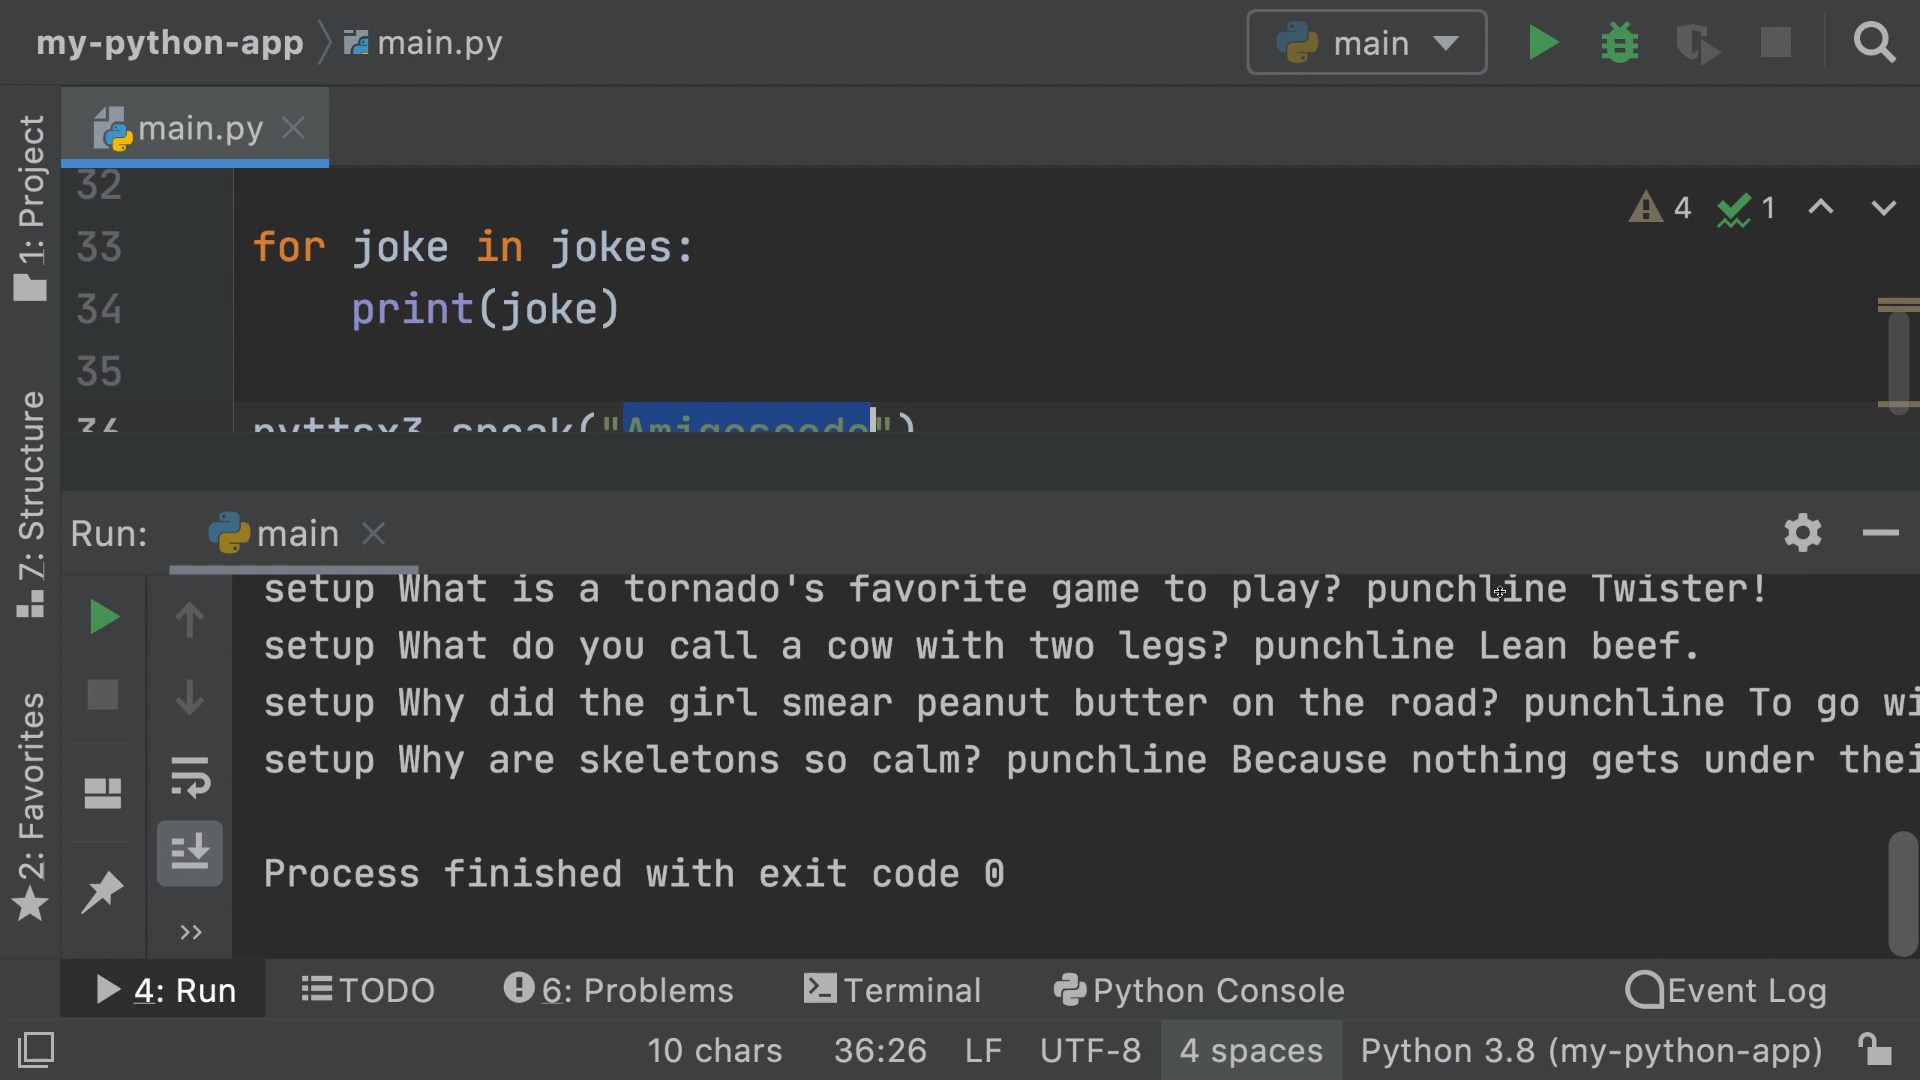 my-python-app main.py
main
main.py
1: Project
7: Structure
2: Favorites
4 1
32
33 for joke in jokes:
34 print(joke)
35
36 pyttsx3.speak("Amigoscode")
Run: main
setup What is a tornado's favorite game to play? punchline Twister!
setup What do you call a cow with two legs? punchline Lean beef.
setup Why did the girl smear peanut butter on the road? punchline To go wi
setup Why are skeletons so calm? punchline Because nothing gets under thei
Process finished with exit code 0
4: Run TODO 6: Problems Terminal Python Console Event Log
10 chars 36:26 LF UTF-8 4 spaces Python 3.8 (my-python-app)